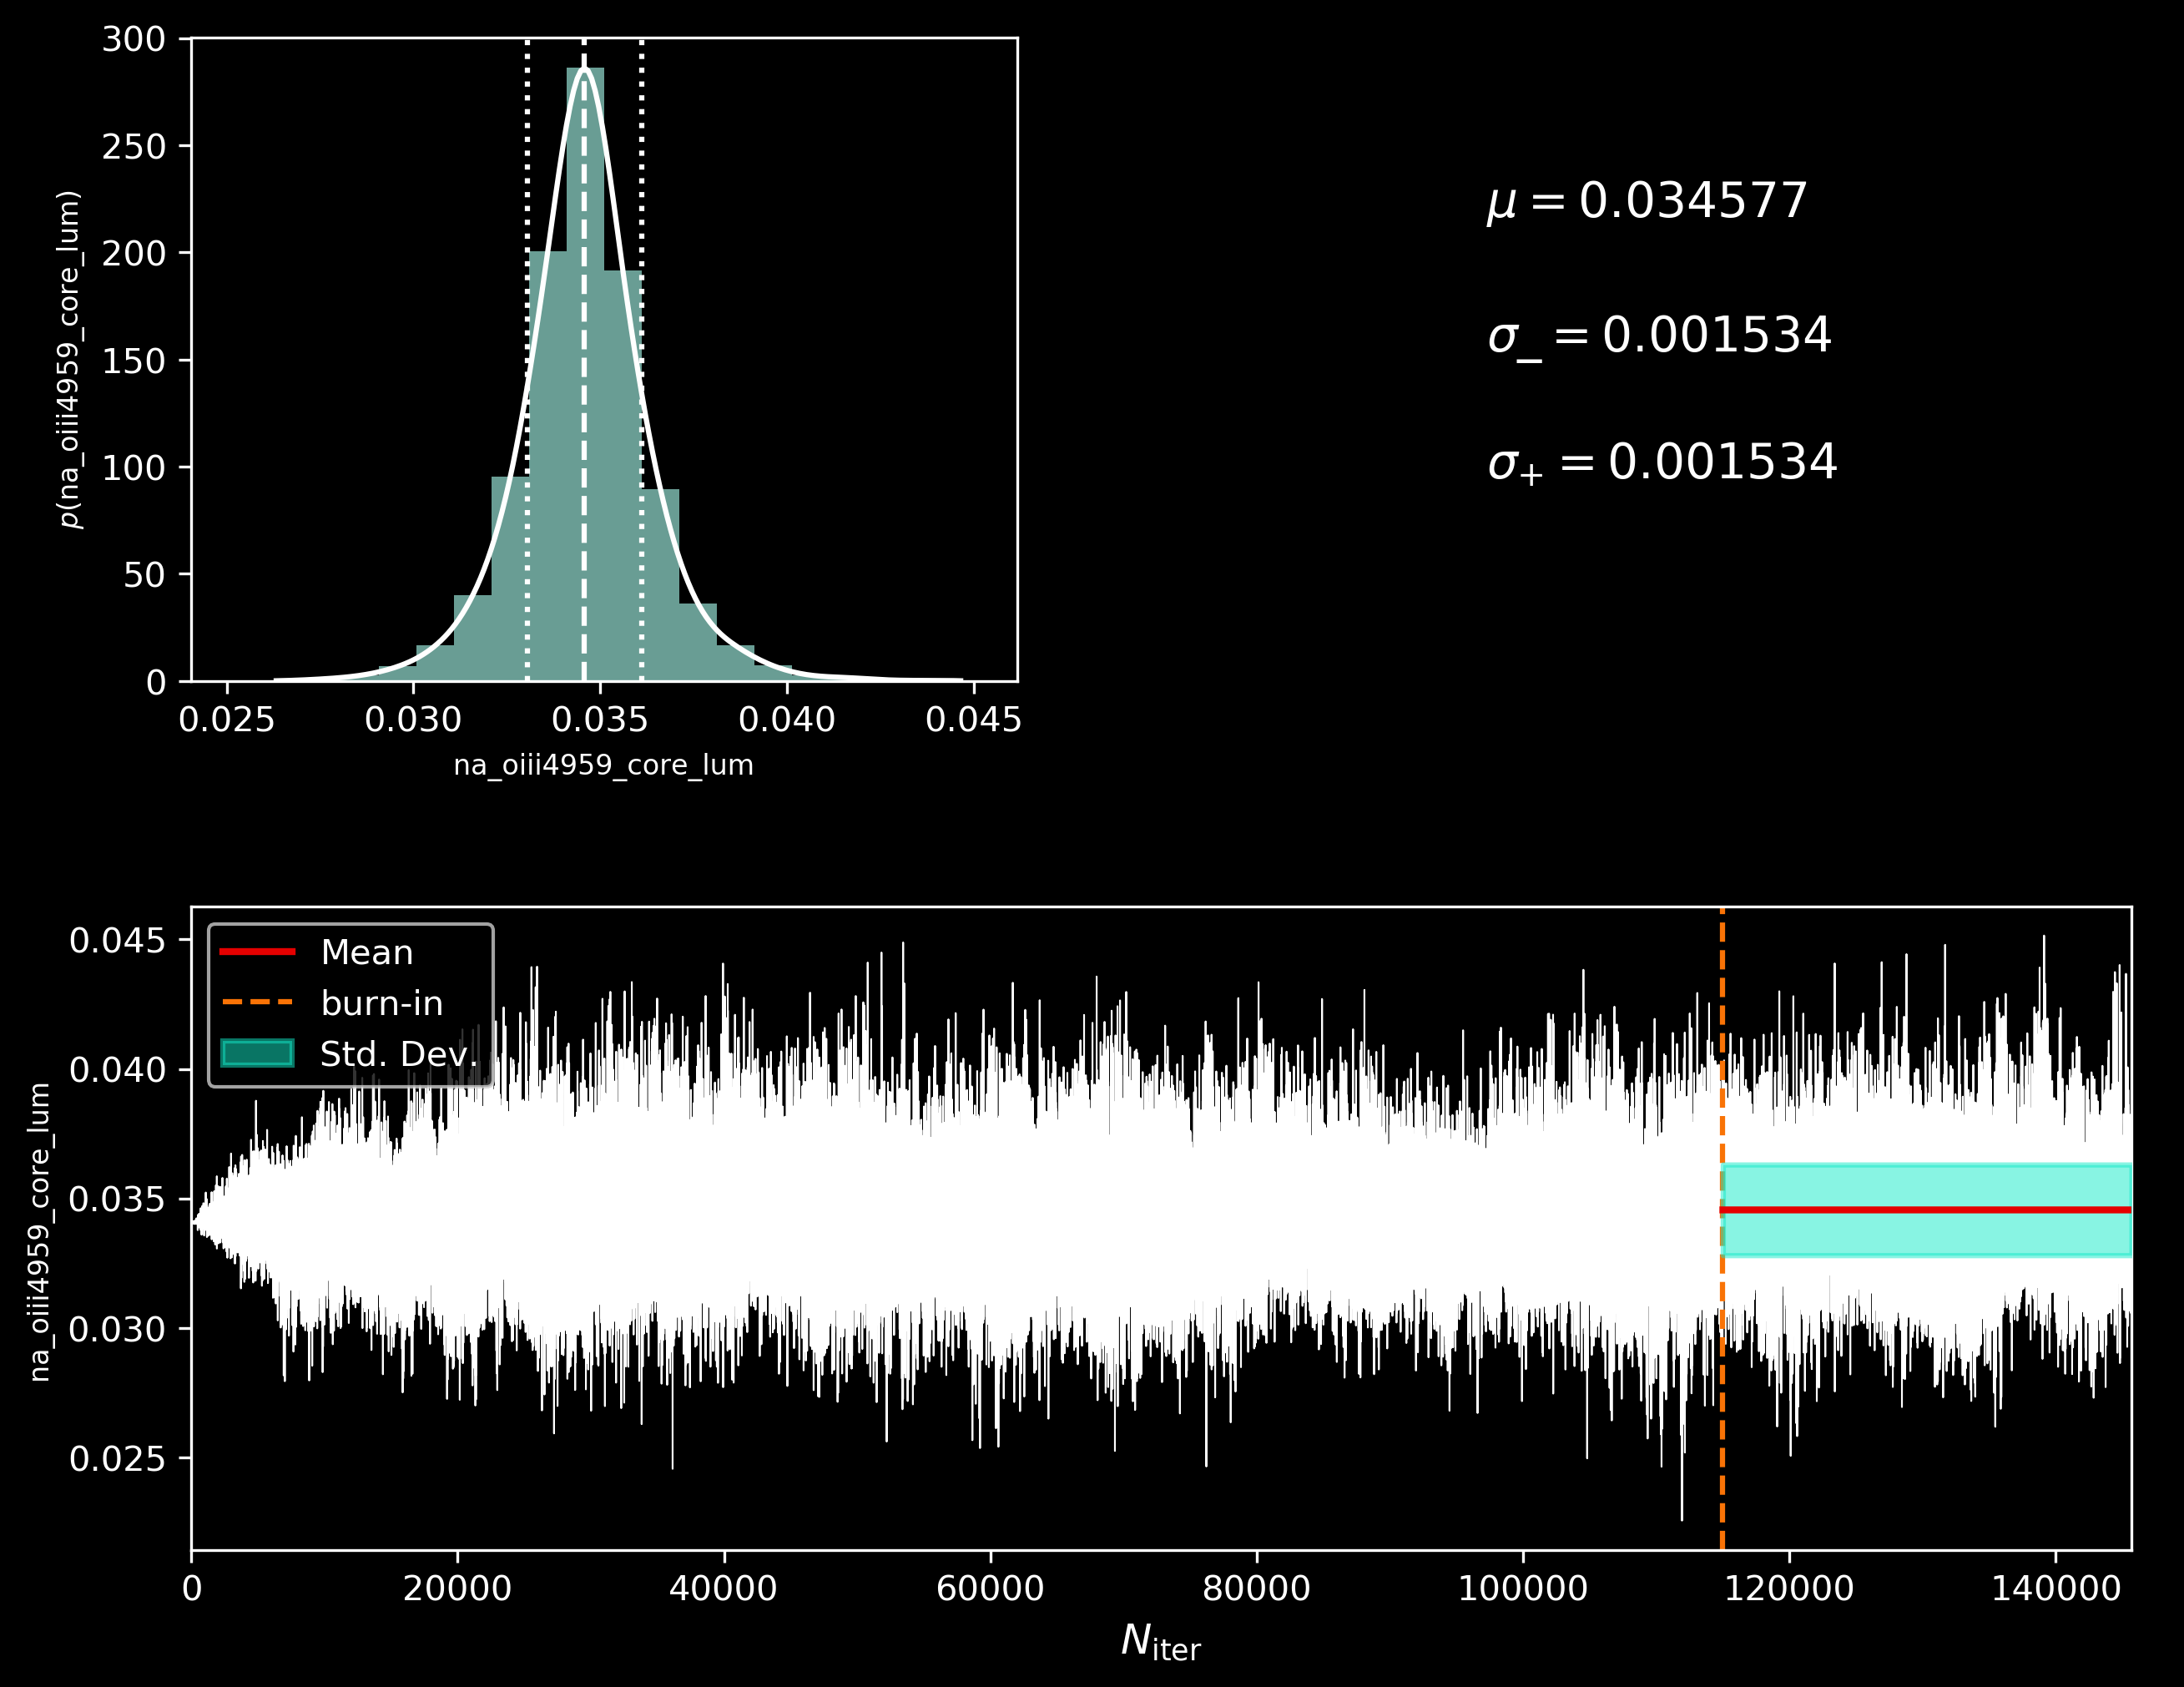 300
250
200
150
100
50
0
p(na_oiii4959_core_lum)
0.025 0.030 0.035 0.040 0.045
na_oiii4959_core_lum
μ = 0.034577
σ_ = 0.001534
σ+ = 0.001534
0.045
0.040
0.035
0.030
0.025
na_oiii4959_core_lum
Mean
burn-in
Std. Dev.
0 20000 40000 60000 80000 100000 120000 140000
Niter